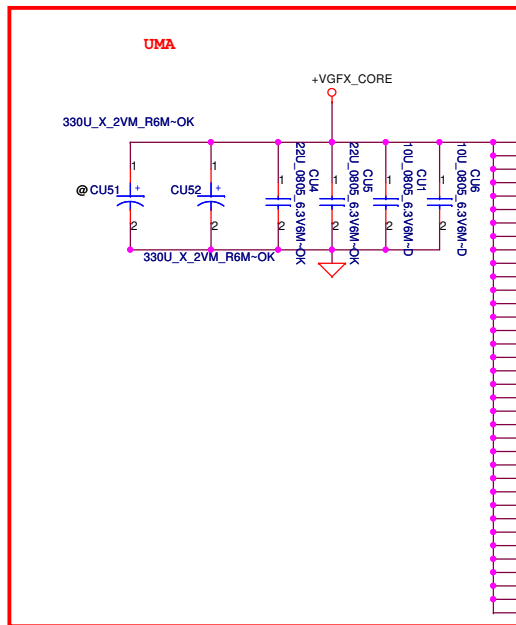 UMA
+VGFX_CORE
330U_X_2VM_R6M~OK
1
1
1
1
1
1
@ CU51
+
CU52
+
CU4
22U_0805_6.3V6M~OK
CU5
22U_0805_6.3V6M~OK
CU1
10U_0805_6.3V6M~D
CU6
10U_0805_6.3V6M~D
2
2
2
2
2
2
330U_X_2VM_R6M~OK